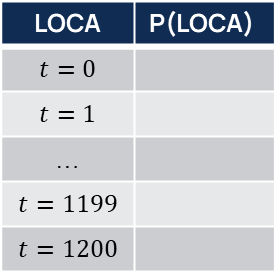 LOCA P(LOCA)
t = 0
t = 1
...
t = 1199
t = 1200